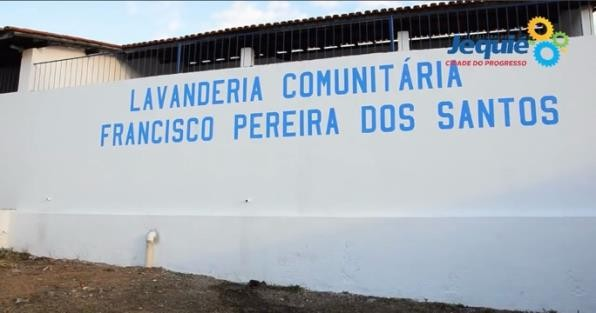 Jequié
CIDADE DO PROGRESSO
LAVANDERIA COMUNITÁRIA
FRANCISCO PEREIRA DOS SANTOS